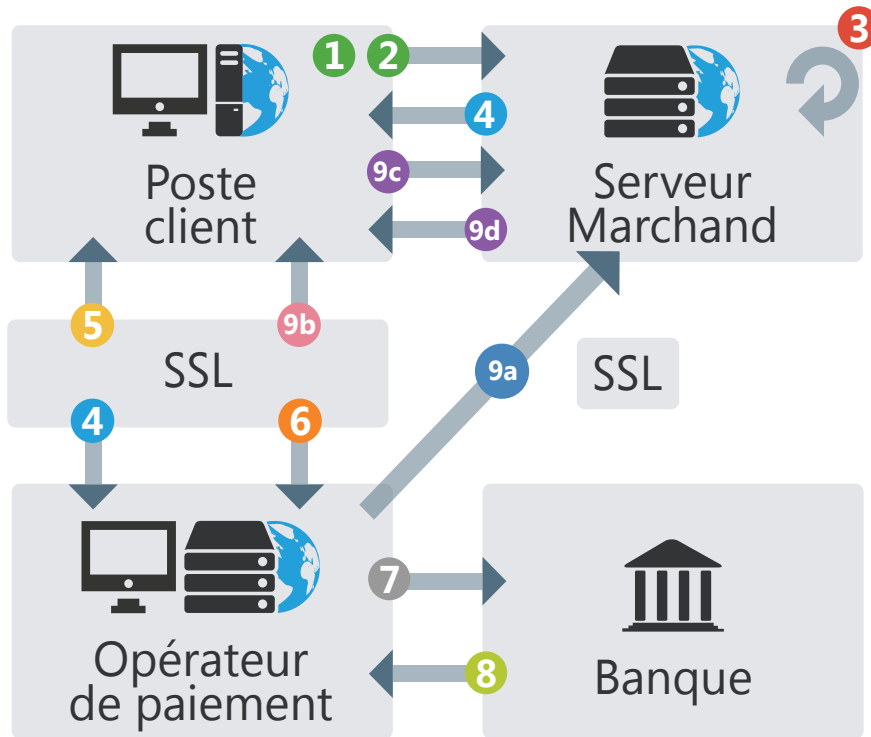 1 2
3
4
Poste
client
9c
9d
Serveur
Marchand
5
9b
SSL
9a
SSL
4
6
7
8
Opérateur
de paiement
Banque